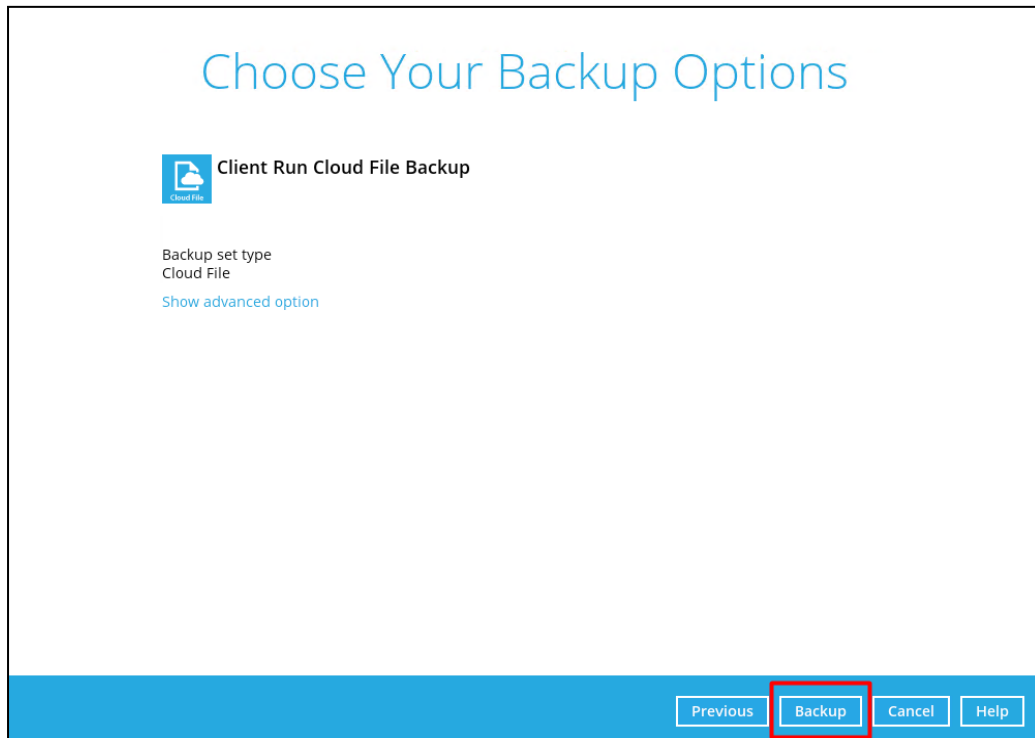 Choose Your Backup Options
Client Run Cloud File Backup
Cloud File
Backup set type
Cloud File
Show advanced option
Previous
Backup
Cancel
Help